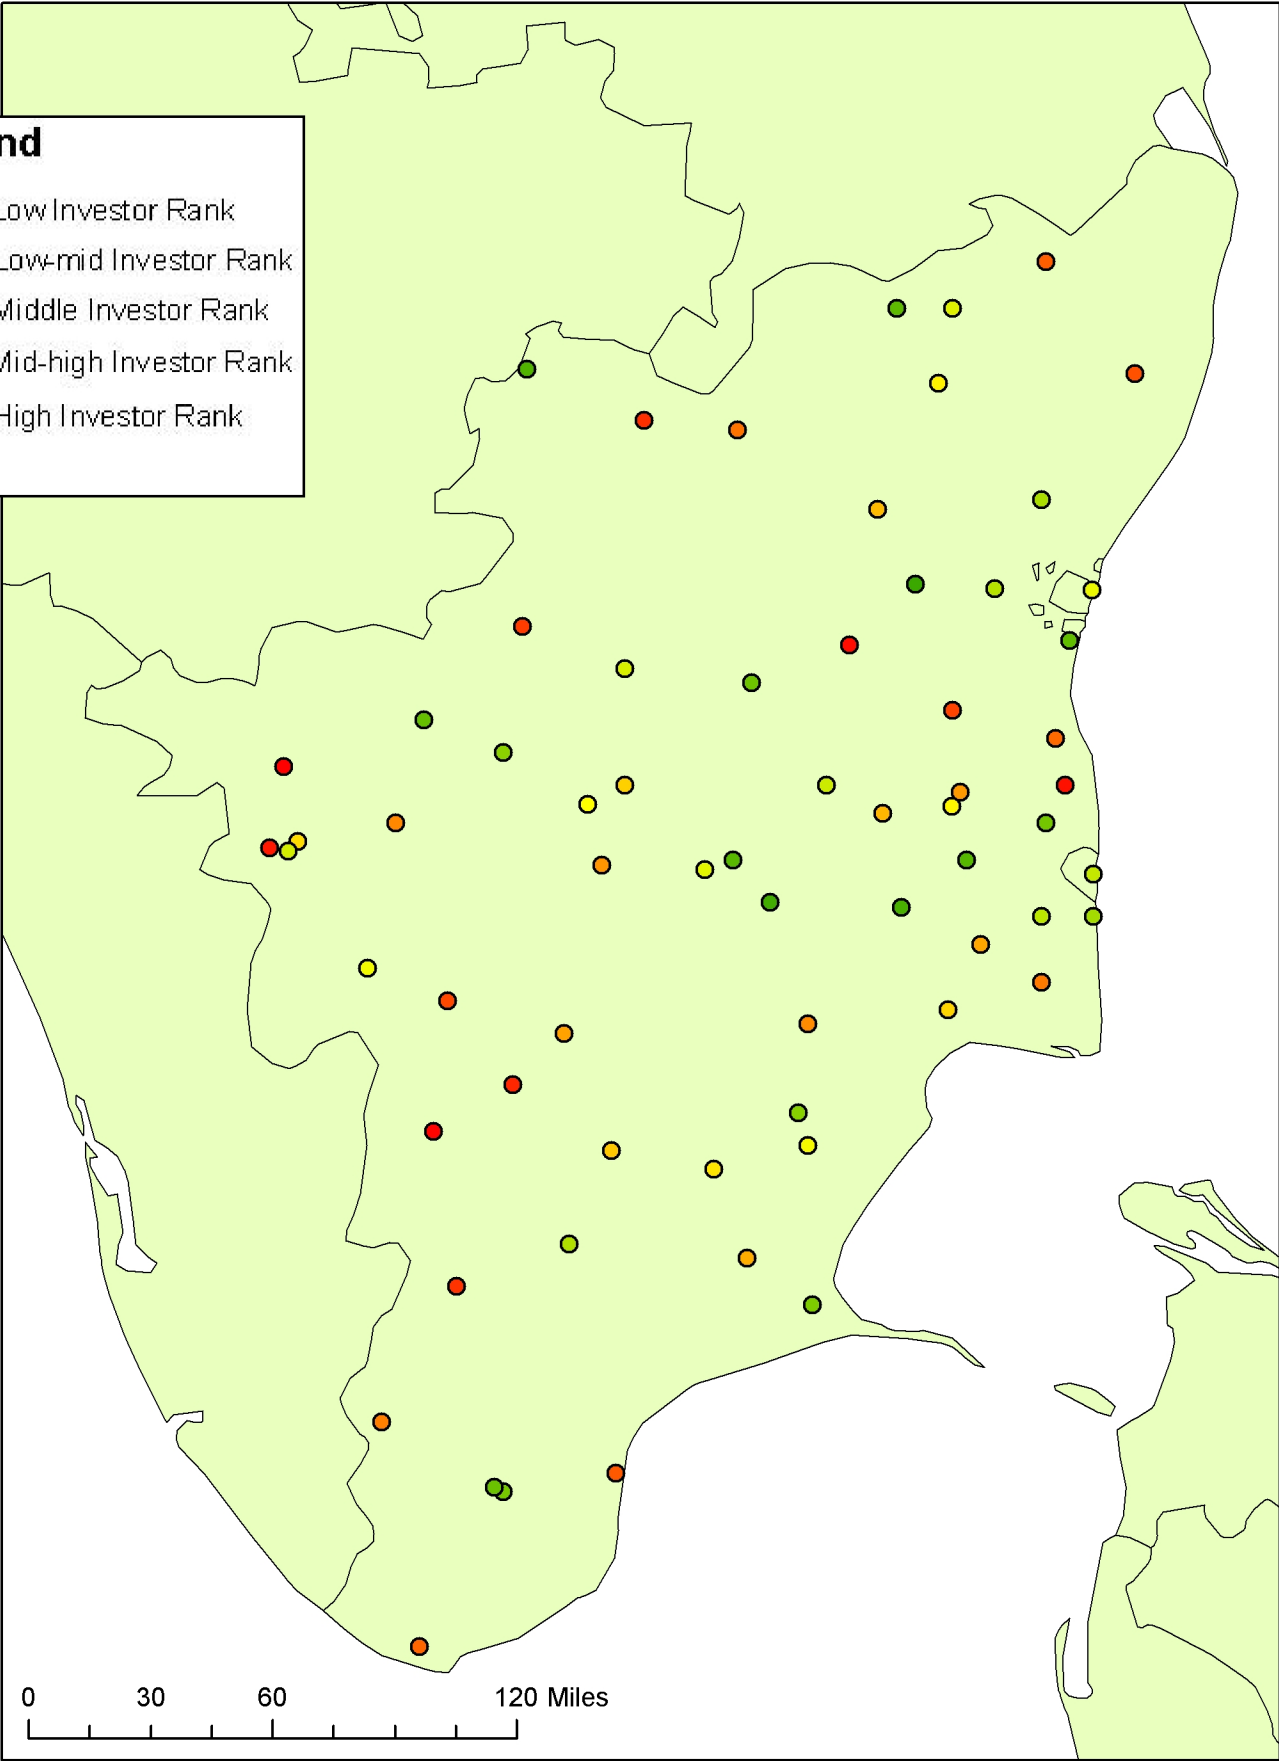 nd
Low Investor Rank
Low-mid Investor Rank
Middle Investor Rank
Mid-high Investor Rank
High Investor Rank
0 30 60 120 Miles